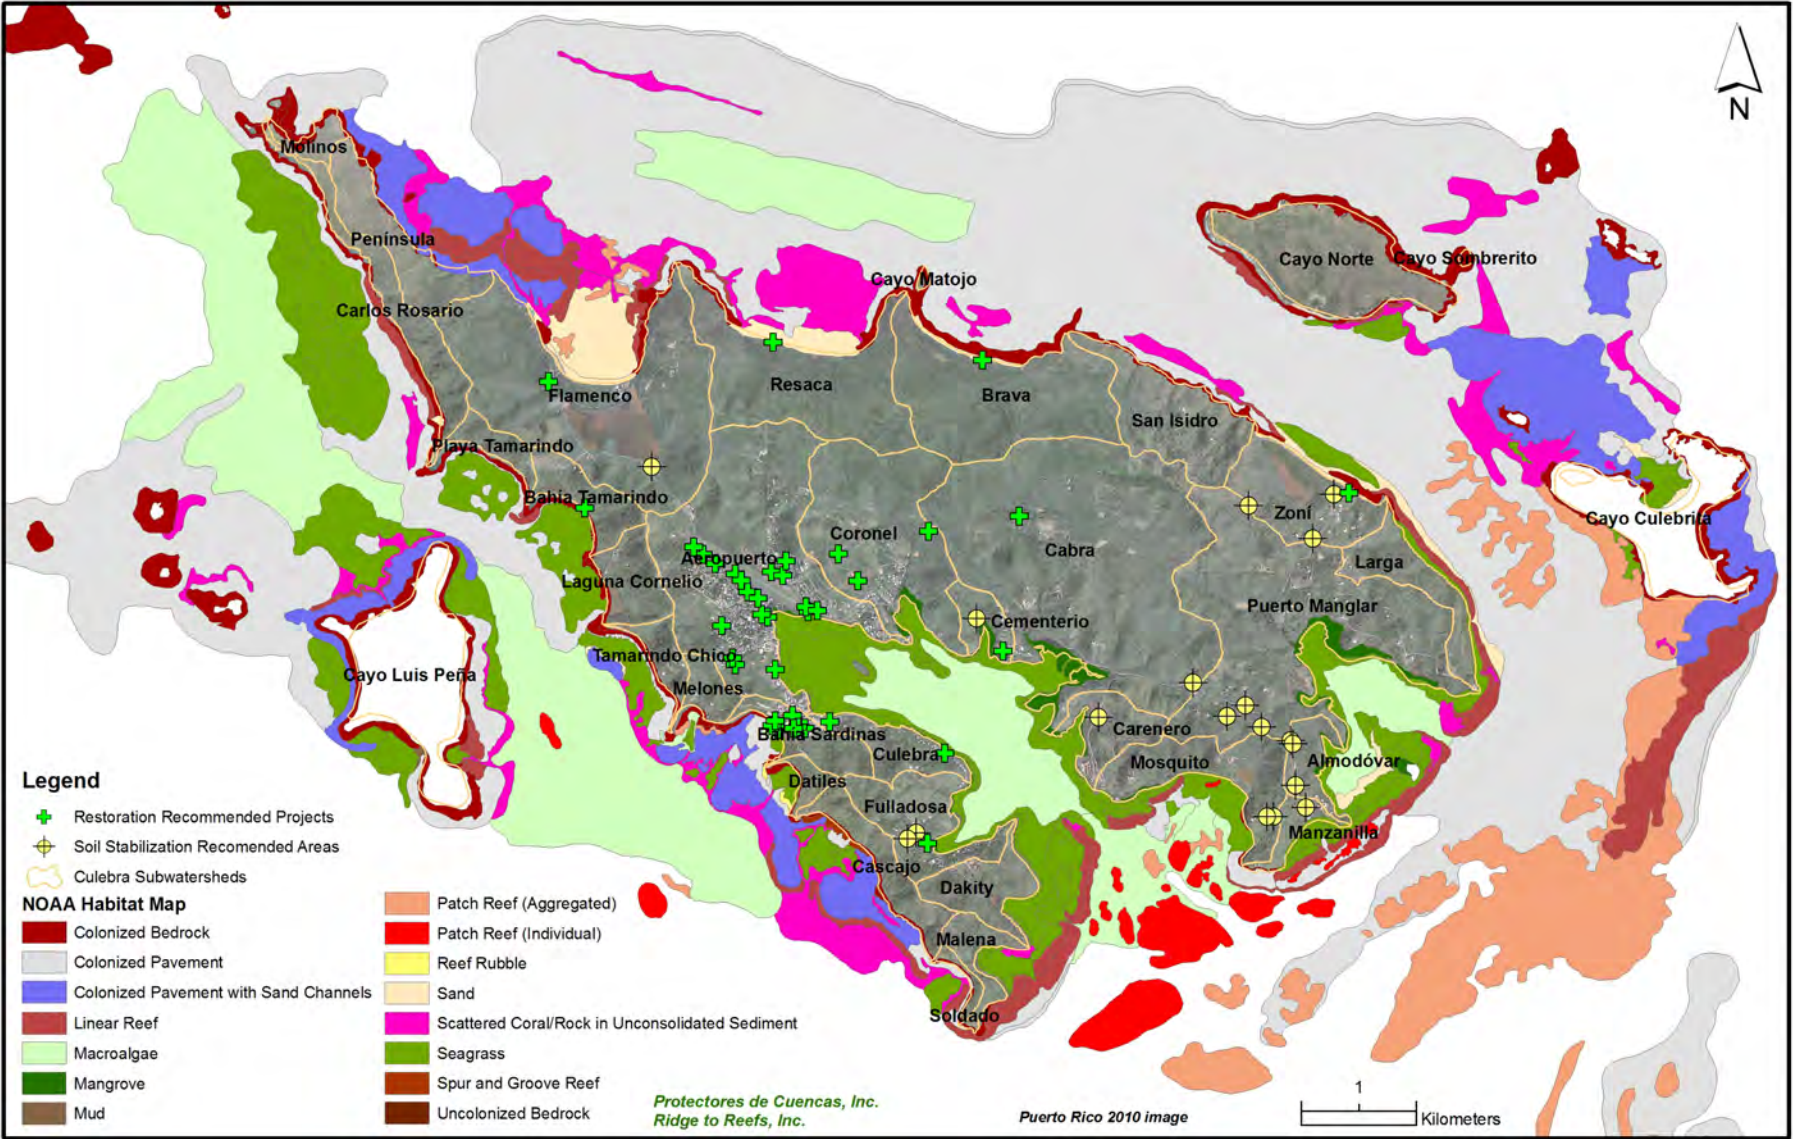 N
Molinos
Península
Cayo Norte
Cayo Sombrerito
Cayo Matojo
Carlos Rosario
Resaca
Flamenco
Brava
San Isidro
Playa Tamarindo
Bahia Tamarindo
Zoní
Cayo Culebrita
Coronel
Cabra
Aeropuerto
Larga
Laguna Cornelio
Puerto Manglar
Cementerio
Tamarindo Chico
Cayo Luis Peña
Melones
Carenero
Bahia Sardinas
Culebra
Mosquito
Almodóvar
Datiles
Fulladosa
Manzanilla
Cascajo
Dakity
Malena
Soldado
Legend
Restoration Recommended Projects
Soil Stabilization Recomended Areas
Culebra Subwatersheds
NOAA Habitat Map
Colonized Bedrock
Colonized Pavement
Colonized Pavement with Sand Channels
Linear Reef
Macroalgae
Mangrove
Mud
Patch Reef (Aggregated)
Patch Reef (Individual)
Reef Rubble
Sand
Scattered Coral/Rock in Unconsolidated Sediment
Seagrass
Spur and Groove Reef
Uncolonized Bedrock
Protectores de Cuencas, Inc.
Ridge to Reefs, Inc.
Puerto Rico 2010 image
1
Kilometers